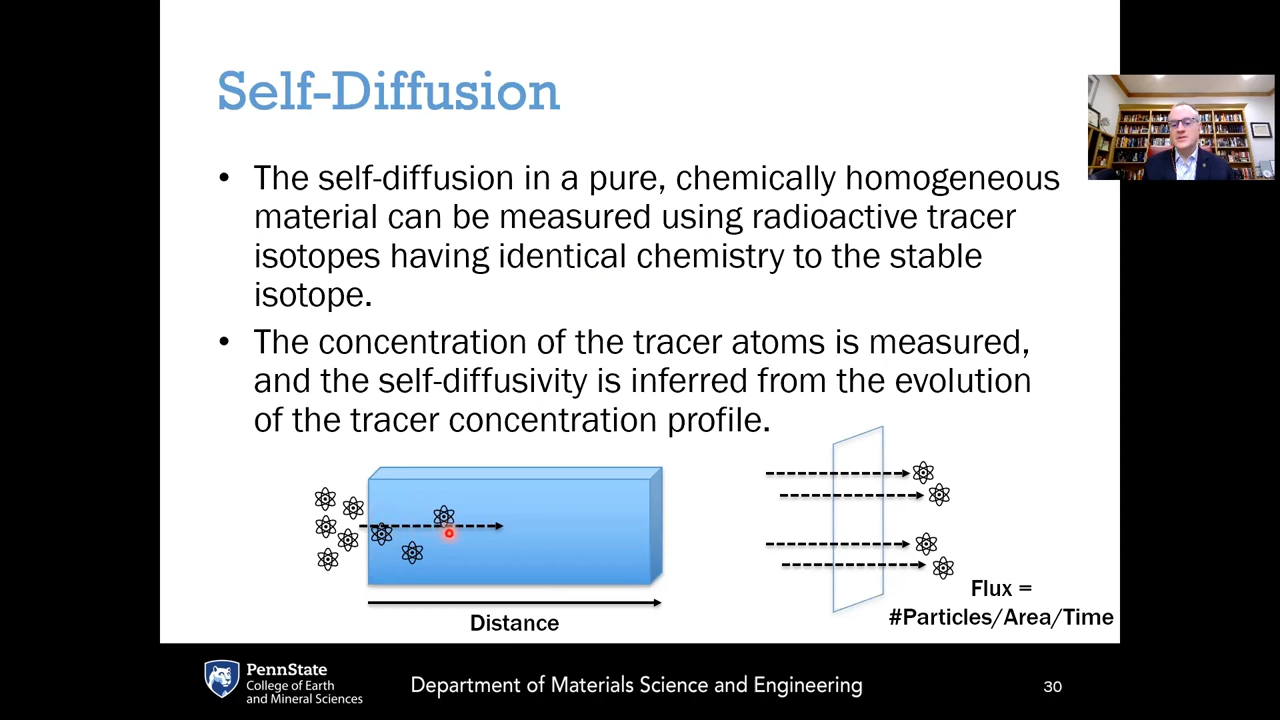 Self-Diffusion
• The self-diffusion in a pure, chemically homogeneous
material can be measured using radioactive tracer
isotopes having identical chemistry to the stable
isotope.
• The concentration of the tracer atoms is measured,
and the self-diffusivity is inferred from the evolution
of the tracer concentration profile.
Distance
Flux =
#Particles/Area/Time
PennState
College of Earth
and Mineral Sciences
Department of Materials Science and Engineering
30